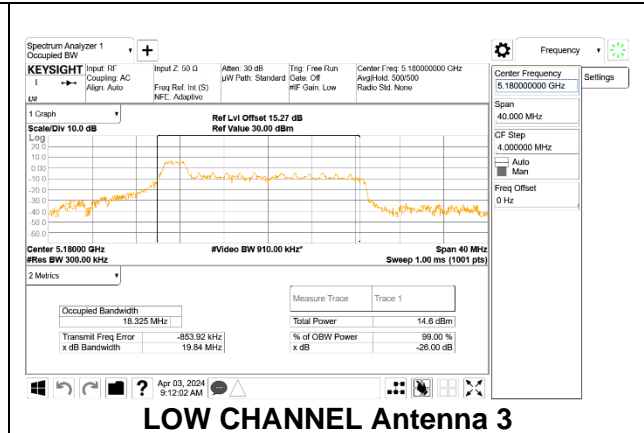 Spectrum Analyzer 1
Occupied BW
+
Frequency
KEYSIGHT Input: RF Input Z: 50 Ω Atten: 30 dB Trig: Free Run Center Freq: 5.180000000 GHz
Coupling: AC µW Path: Standard Gate: Off Avg|Hold: 500/500
Align: Auto Freq Ref: Int (S) #IF Gain: Low Radio Std: None
NFE: Adaptive
Center Frequency
5.180000000 GHz
Settings
Span
40.000 MHz
CF Step
4.000000 MHz
Auto
Man
Freq Offset
0 Hz
1 Graph
Ref Lvl Offset 15.27 dB
Scale/Div 10.0 dB Ref Value 30.00 dBm
Log
20.0
10.0
0.00
-10.0
-20.0
-30.0
-40.0
-50.0
-60.0
Center 5.18000 GHz #Video BW 910.00 kHz* Span 40 MHz
#Res BW 300.00 kHz Sweep 1.00 ms (1001 pts)
2 Metrics
Measure Trace Trace 1
Occupied Bandwidth
18.325 MHz Total Power 14.6 dBm
Transmit Freq Error -853.92 kHz % of OBW Power 99.00 %
x dB Bandwidth 19.84 MHz x dB -26.00 dB
? Apr 03, 2024
9:12:02 AM
LOW CHANNEL Antenna 3